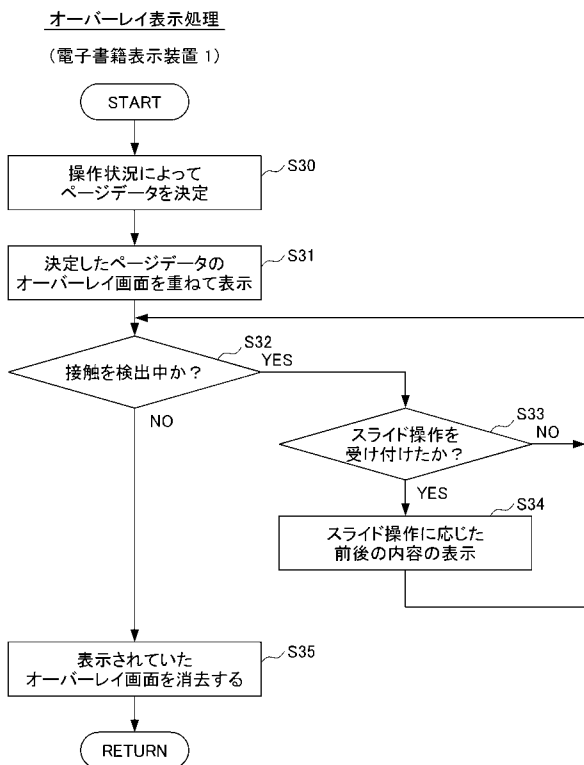 オーバーレイ表示処理
(電子書籍表示装置1)
START
操作状況によって
ページデータを決定
S30
決定したページデータの
オーバーレイ画面を重ねて表示
S31
接触を検出中か?
S32
YES
NO
スライド操作を
受け付けたか?
S33
NO
YES
スライド操作に応じた
前後の内容の表示
S34
表示されていた
オーバーレイ画面を消去する
S35
RETURN